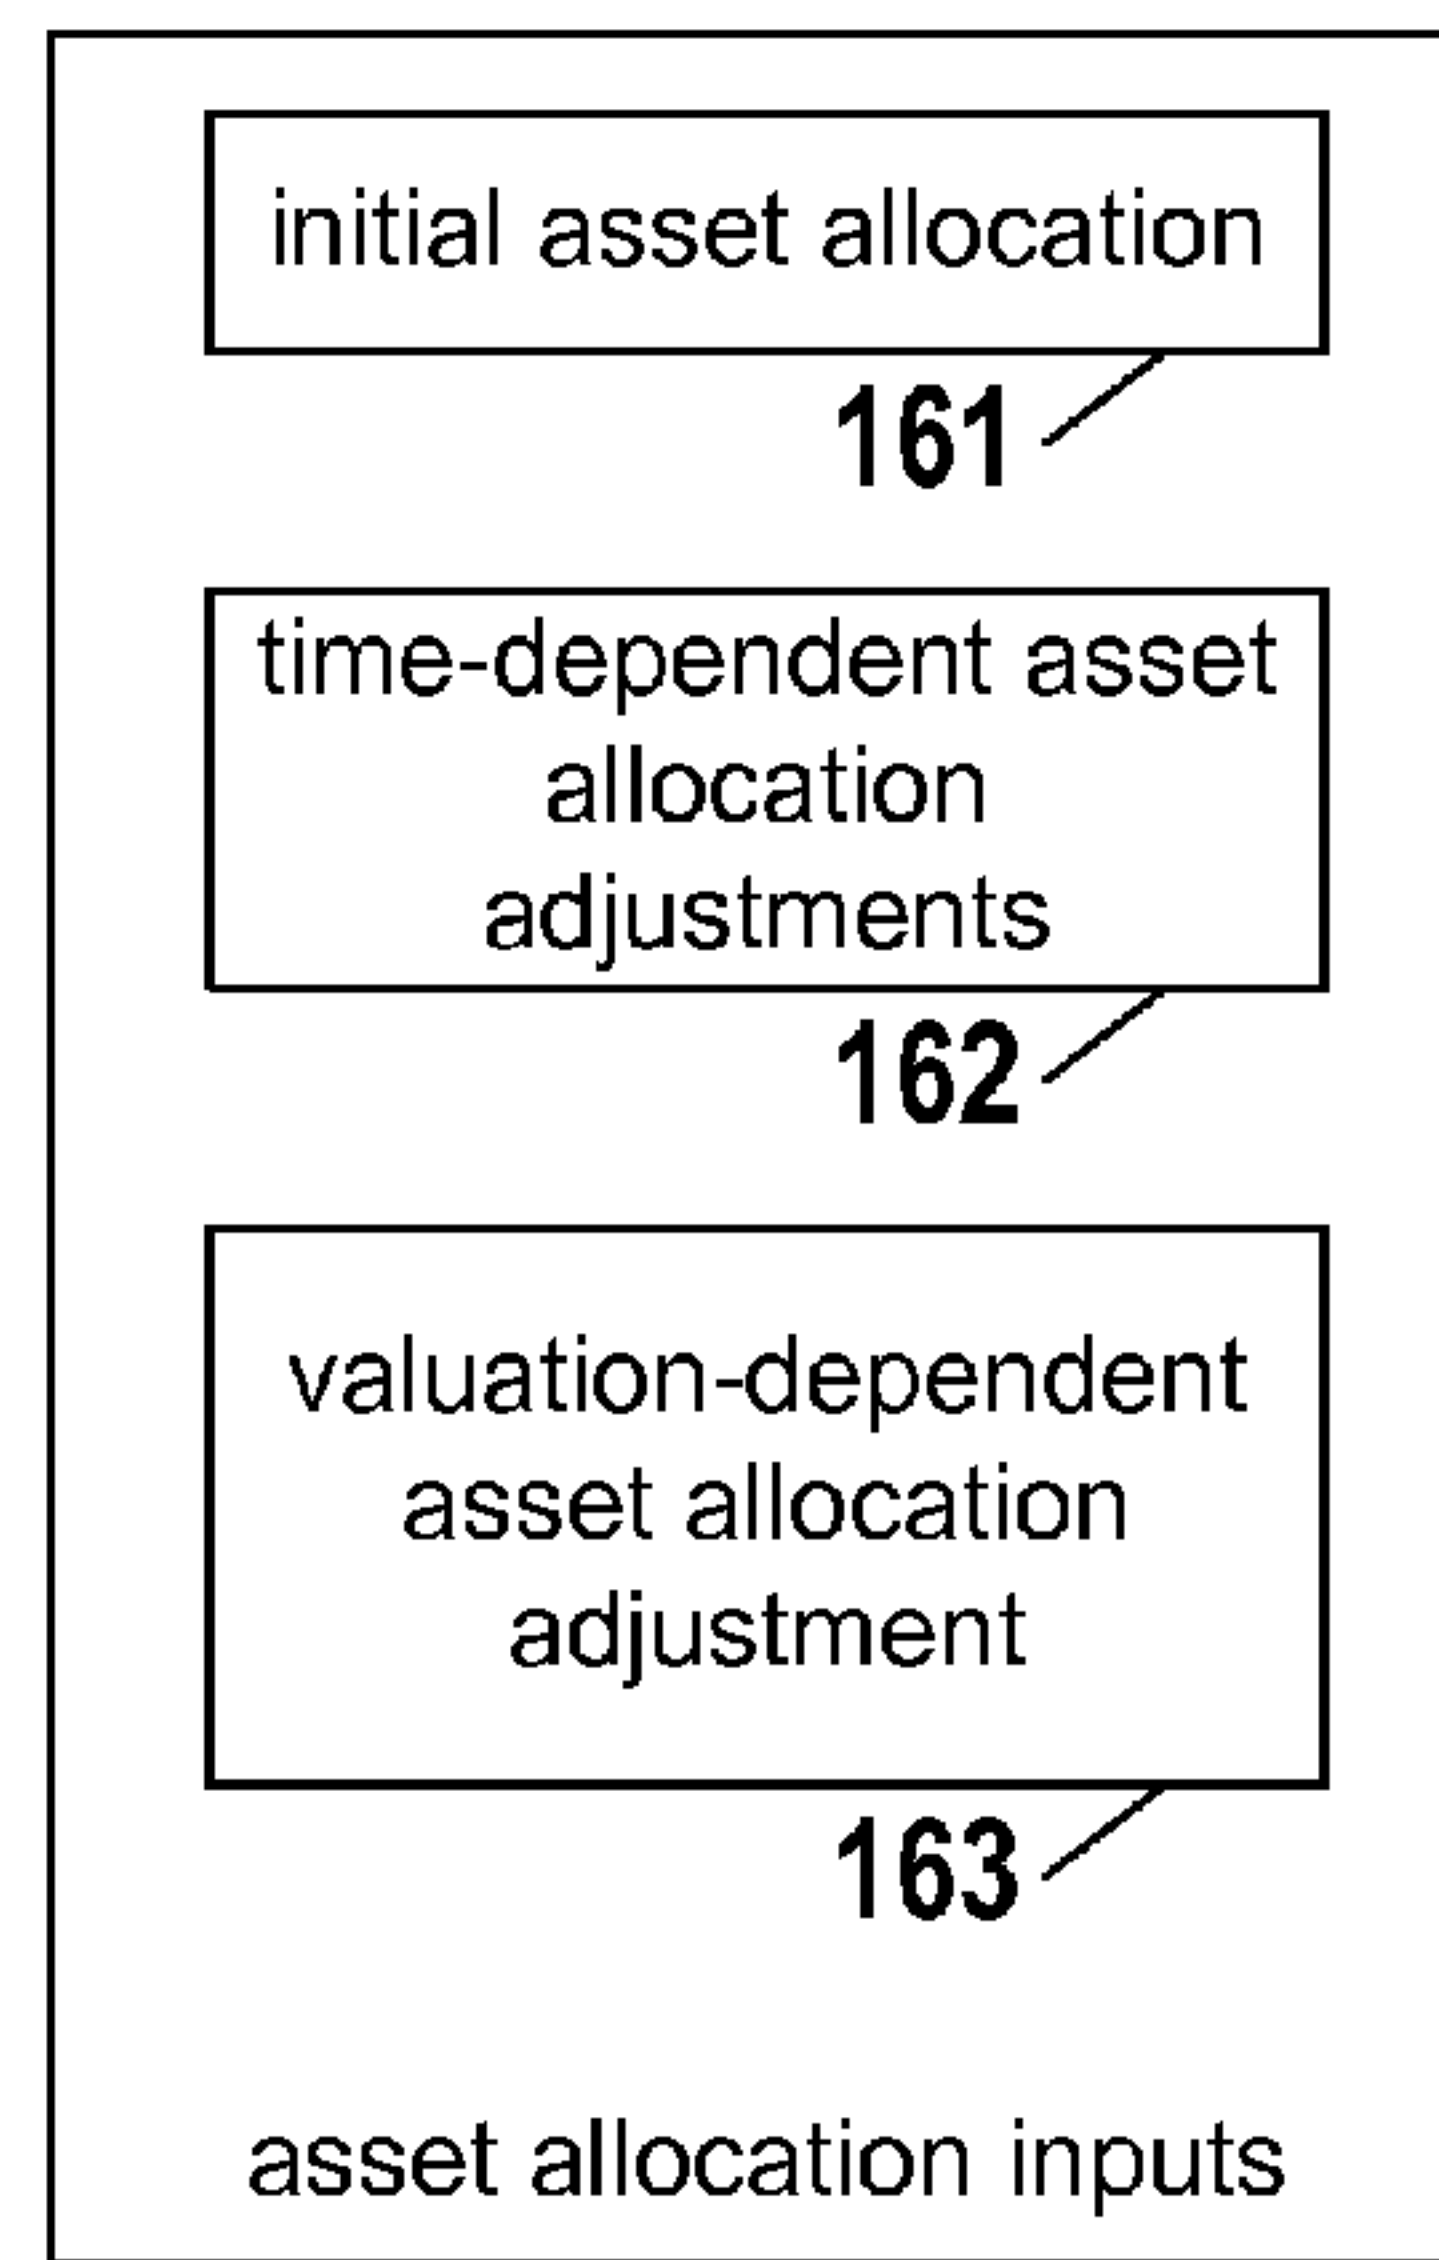 initial asset allocation
161
time-dependent asset
allocation
adjustments
162
valuation-dependent
asset allocation
adjustment
163
asset allocation inputs